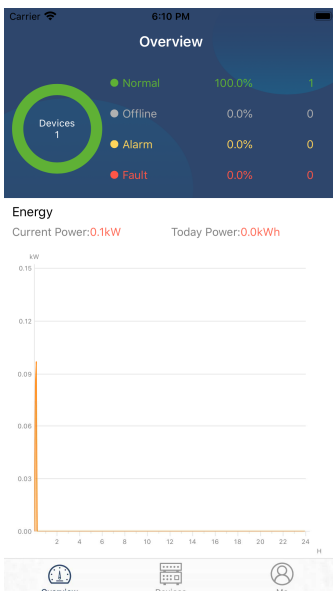 Carrier 6:10 PM
Overview
Devices
1
Normal 100.0% 1
Offline 0.0% 0
Alarm 0.0% 0
Fault 0.0% 0
Energy
Current Power:0.1kW Today Power:0.0kWh
kW
0.15
0.12
0.09
0.06
0.03
0.00
2 4 6 8 10 12 14 16 18 20 22 24
H
Overview Devices Me